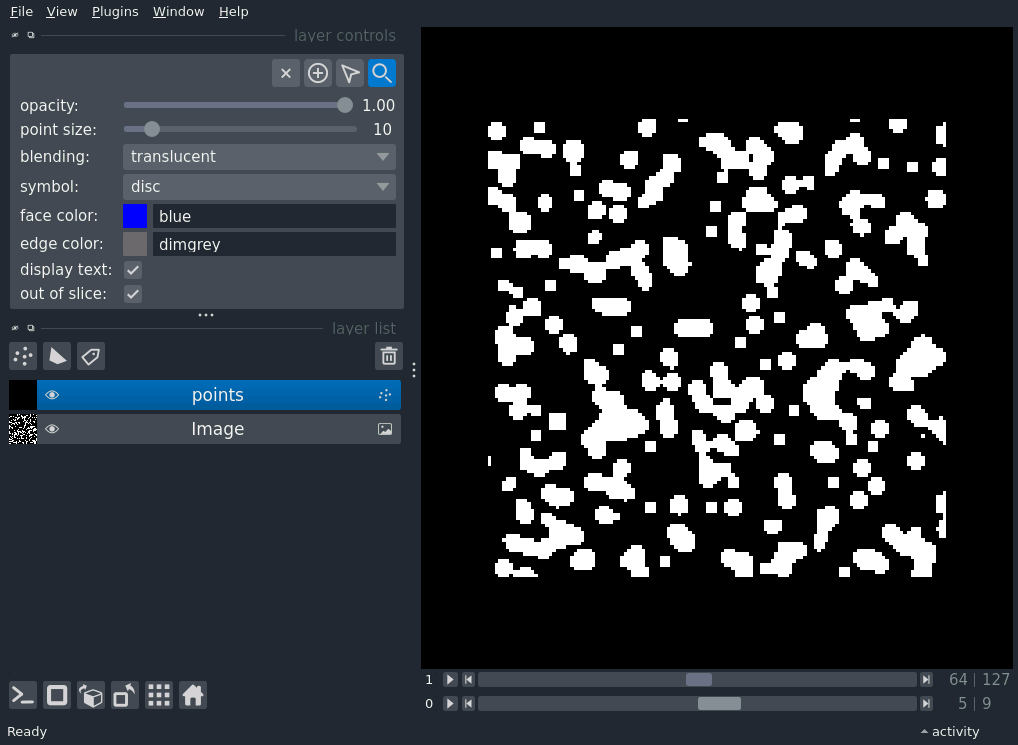 File View Plugins Window Help
layer controls
opacity: 1.00
point size: 10
blending: translucent
symbol: disc
face color: blue
edge color: dimgrey
display text:
out of slice:
layer list
points
Image
1 64 | 127
0 5 | 9
Ready activity